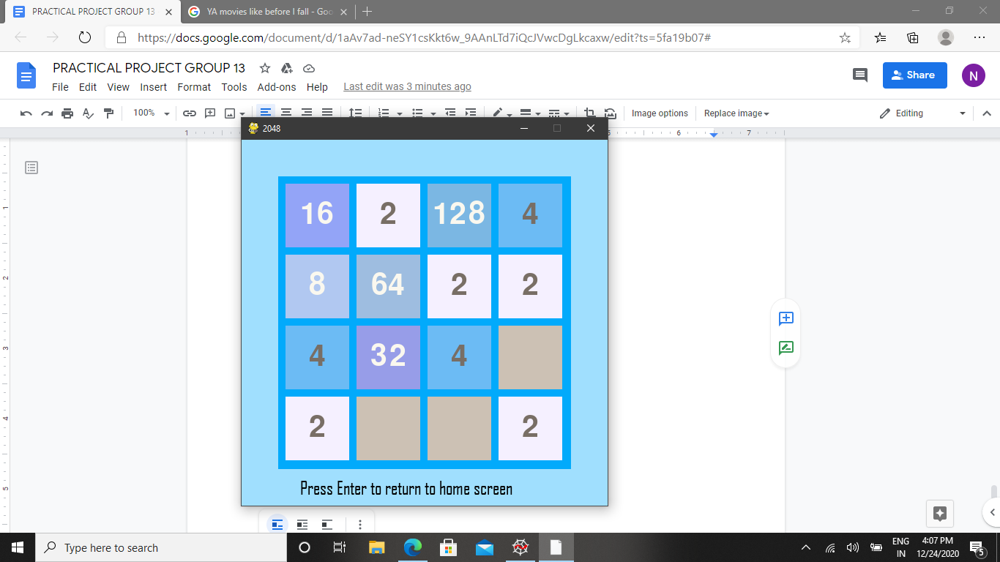 PRACTICAL PROJECT GROUP 13
YA movies like before I fall - Goo
https://docs.google.com/document/d/1aAv7ad-neSY1csKkt6w_9AAnLTd7iQcJVwcDgLkcaxw/edit?ts=5fa19b07#
PRACTICAL PROJECT GROUP 13
File Edit View Insert Format Tools Add-ons Help Last edit was 3 minutes ago
Share
N
100% Image options Replace image Editing
2048
1 5 6 7
16 2 128 4
8 64 2 2
4 32 4
2 2
Press Enter to return to home screen
1
2
3
4
5
Type here to search
ENG
IN
4:07 PM
12/24/2020
5